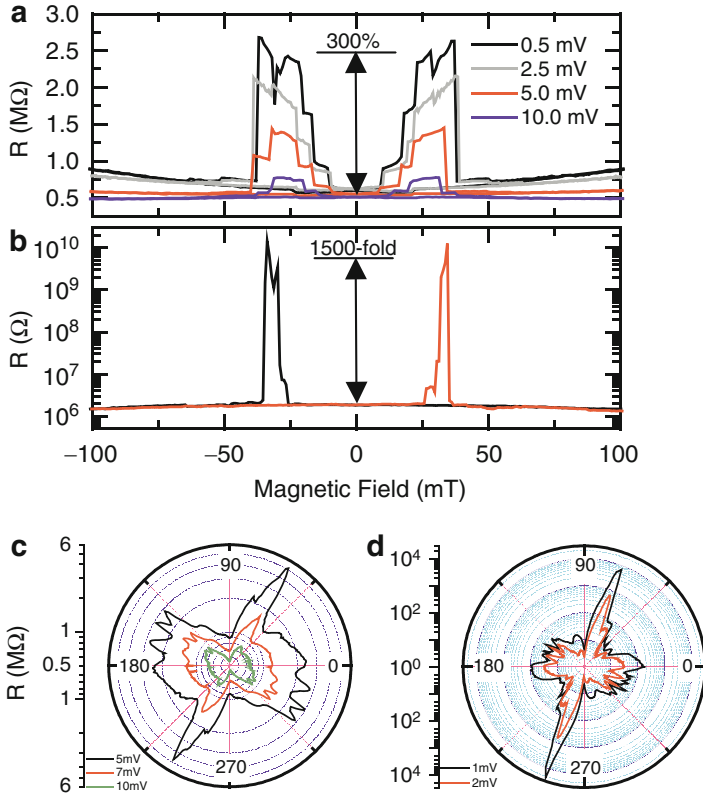 a
3.0
2.5
2.0
1.5
1.0
0.5
R (MΩ)
300%
0.5 mV
2.5 mV
5.0 mV
10.0 mV
b
10¹⁰
10⁹
10⁸
10⁷
10⁶
R (Ω)
1500-fold
−100
−50
0
50
100
Magnetic Field (mT)
c
6
1
0.5
1
6
R (MΩ)
90
180
0
270
5mV
7mV
10mV
d
10⁴
10²
10⁰
10²
10⁴
90
180
0
270
1mV
2mV